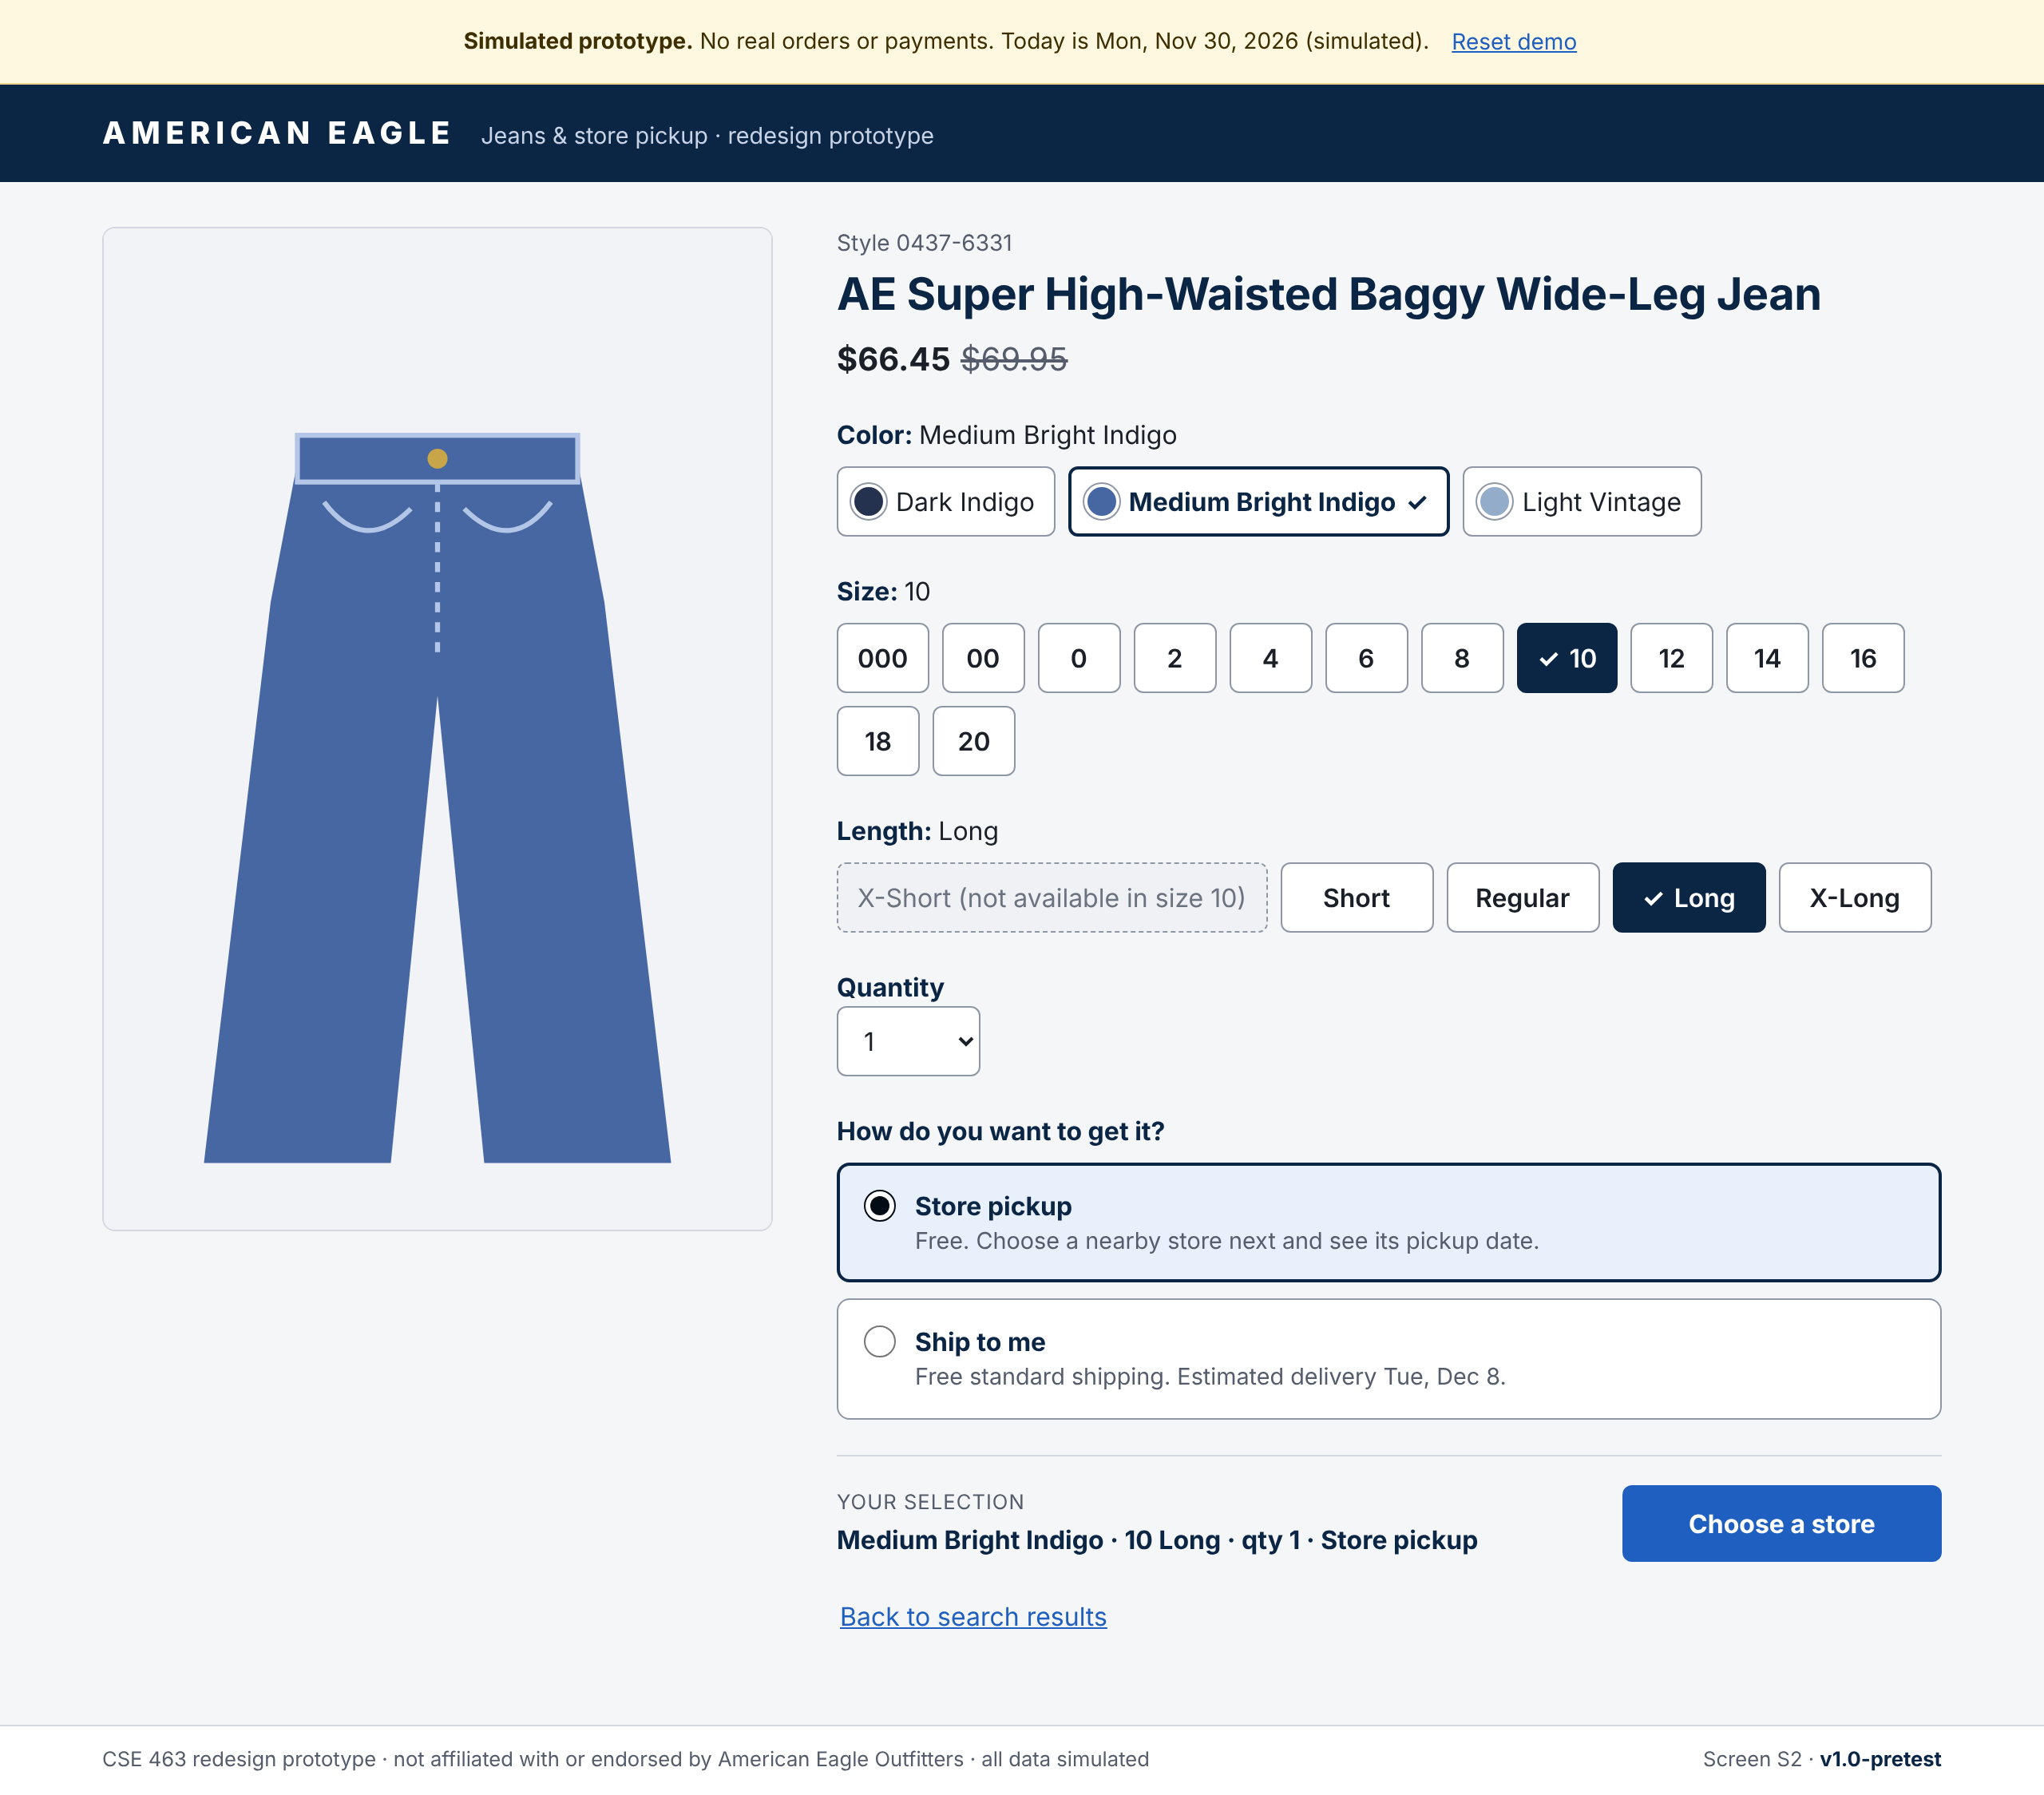 Simulated prototype. No real orders or payments. Today is Mon, Nov 30, 2026 (simulated). Reset demo
AMERICAN EAGLE Jeans & store pickup · redesign prototype
Style 0437-6331
AE Super High-Waisted Baggy Wide-Leg Jean
$66.45 $69.95
Color: Medium Bright Indigo
Dark Indigo Medium Bright Indigo ✓ Light Vintage
Size: 10
000 00 0 2 4 6 8 ✓ 10 12 14 16
18 20
Length: Long
X-Short (not available in size 10) Short Regular ✓ Long X-Long
Quantity
1
How do you want to get it?
Store pickup
Free. Choose a nearby store next and see its pickup date.
Ship to me
Free standard shipping. Estimated delivery Tue, Dec 8.
YOUR SELECTION
Medium Bright Indigo · 10 Long · qty 1 · Store pickup
Choose a store
Back to search results
CSE 463 redesign prototype · not affiliated with or endorsed by American Eagle Outfitters · all data simulated
Screen S2 · v1.0-pretest